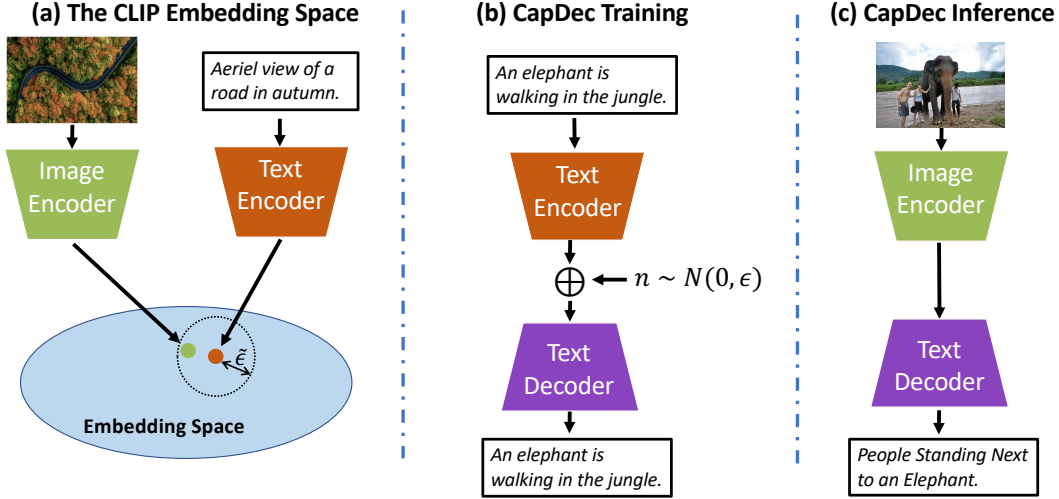 (a) The CLIP Embedding Space
Aeriel view of a
road in autumn.
Image
Encoder
Text
Encoder
ϵ̃
Embedding Space
(b) CapDec Training
An elephant is
walking in the jungle.
Text
Encoder
n ~ N(0, ϵ)
Text
Decoder
An elephant is
walking in the jungle.
(c) CapDec Inference
Image
Encoder
Text
Decoder
People Standing Next
to an Elephant.